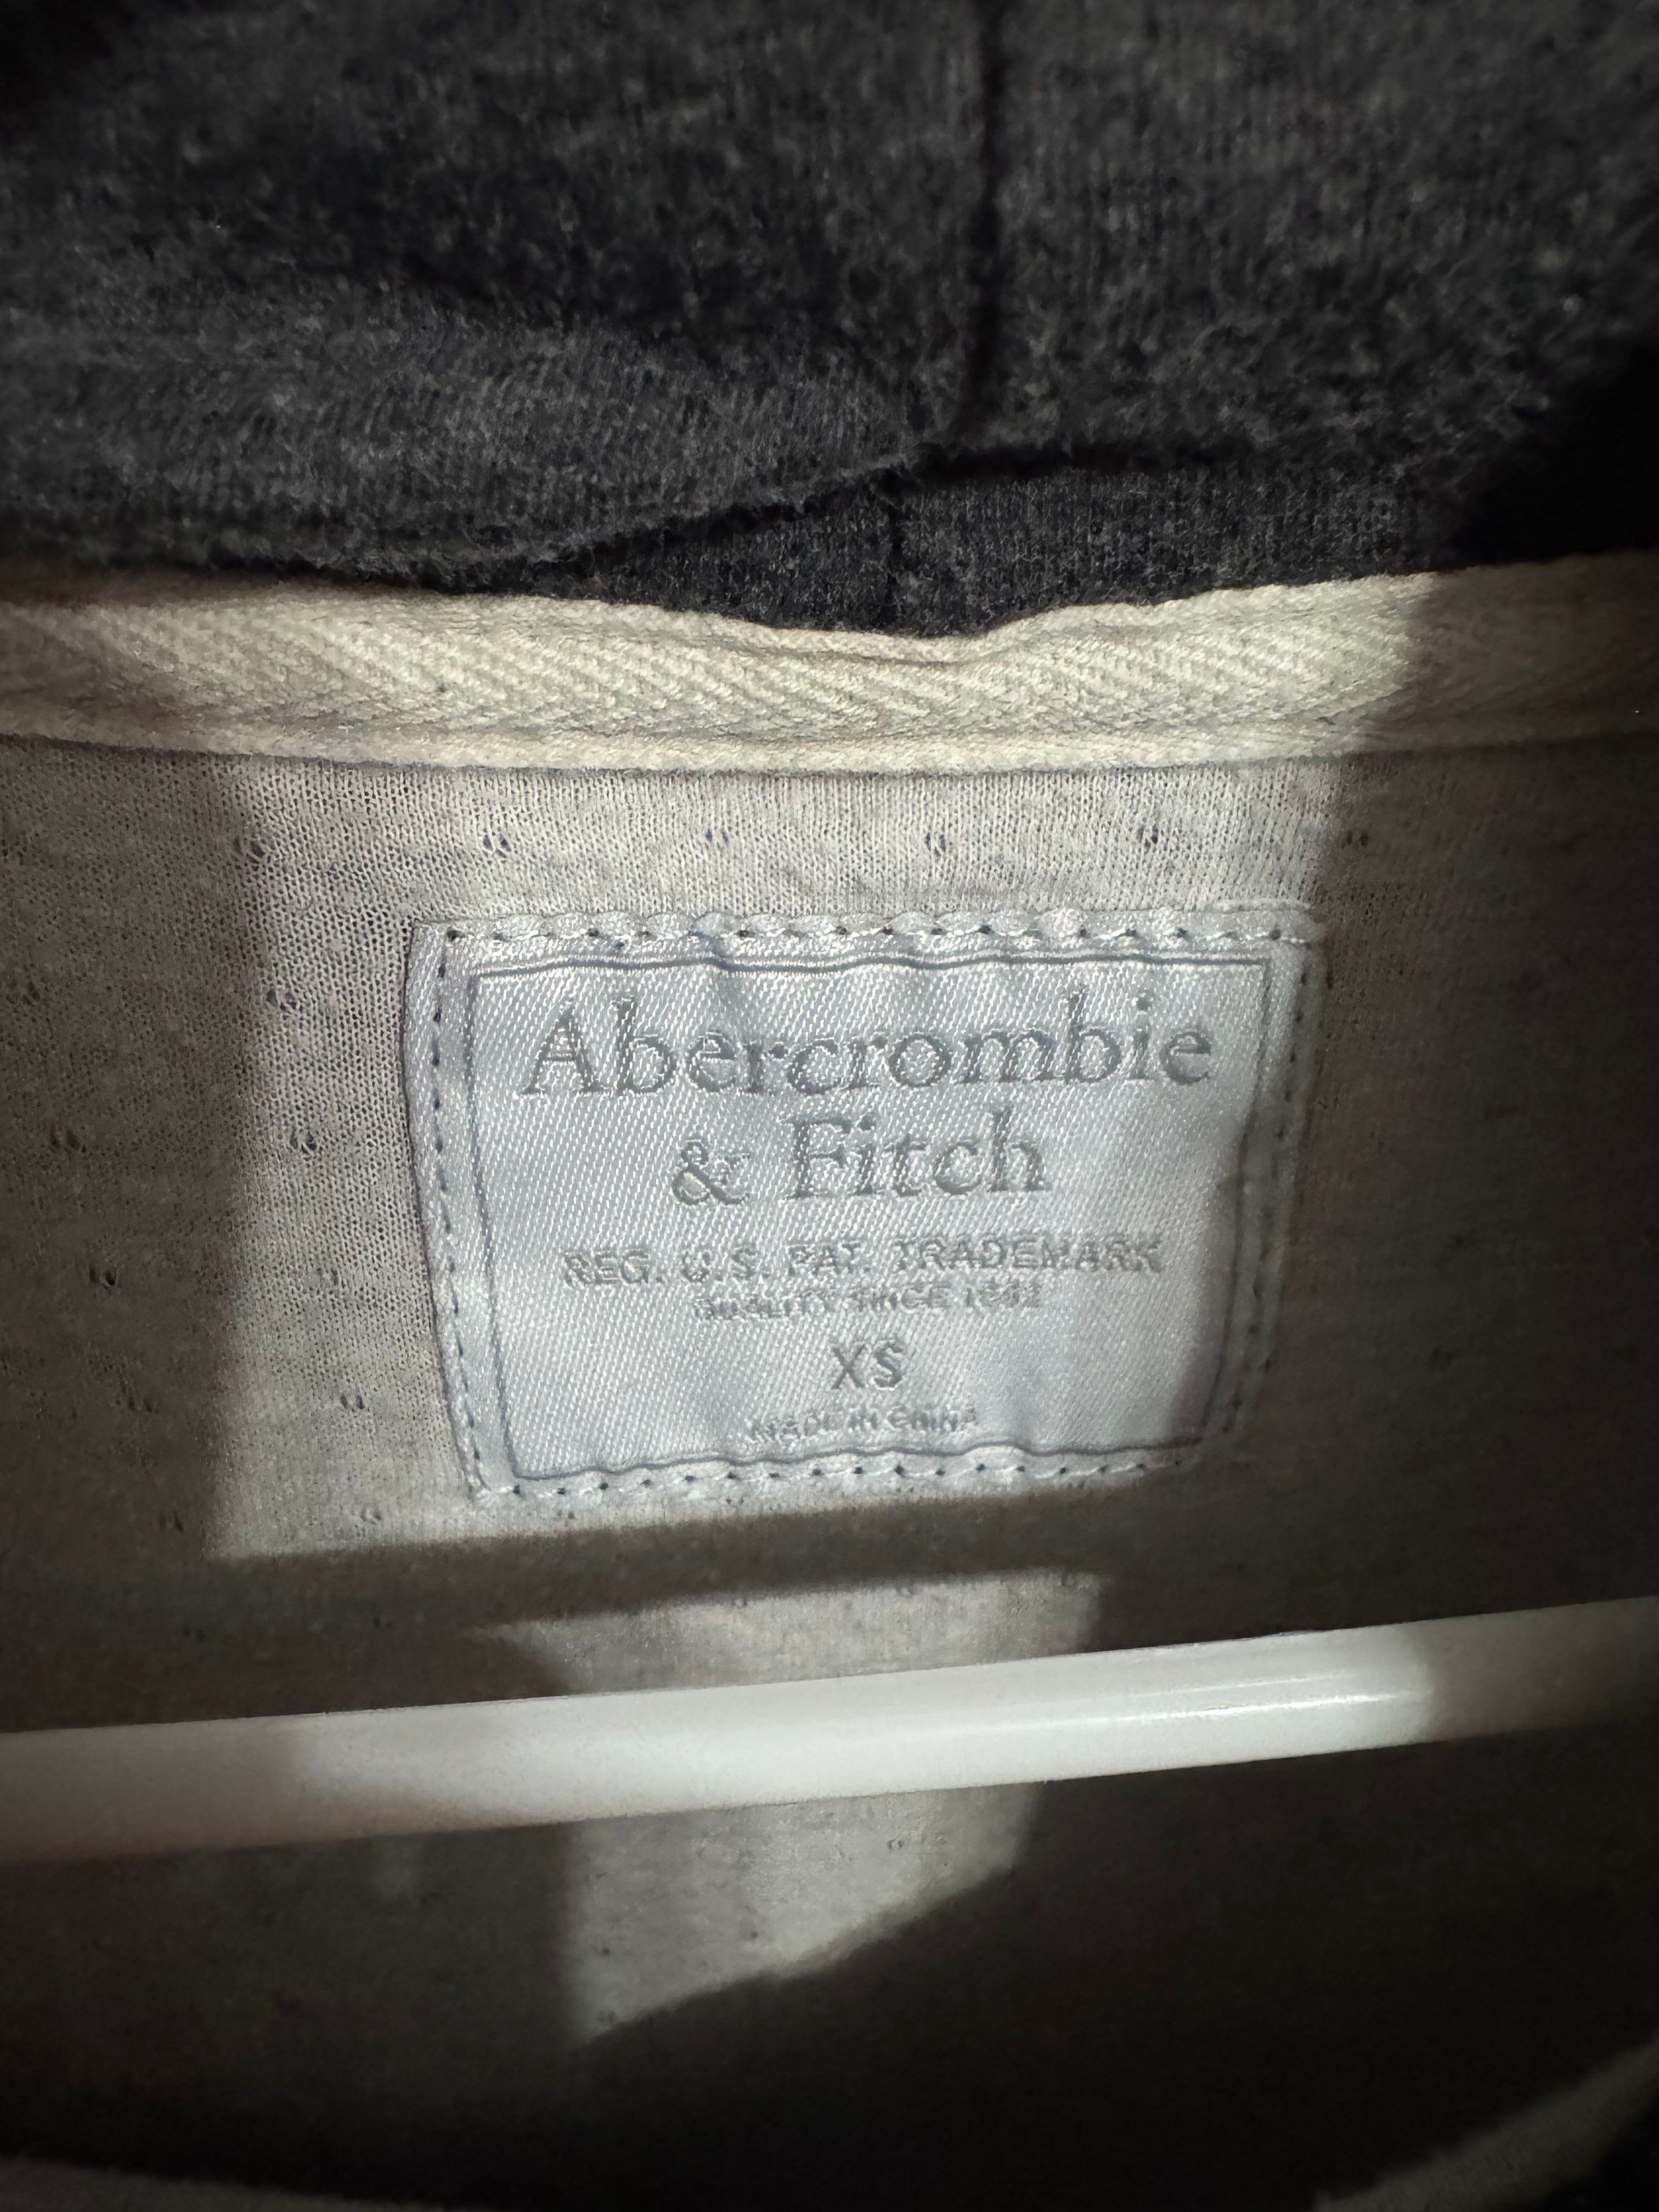 Abercrombie
& Fitch
REG. U.S. PAT. TRADEMARK
QUALITY SINCE 1892
XS
MADE IN CHINA